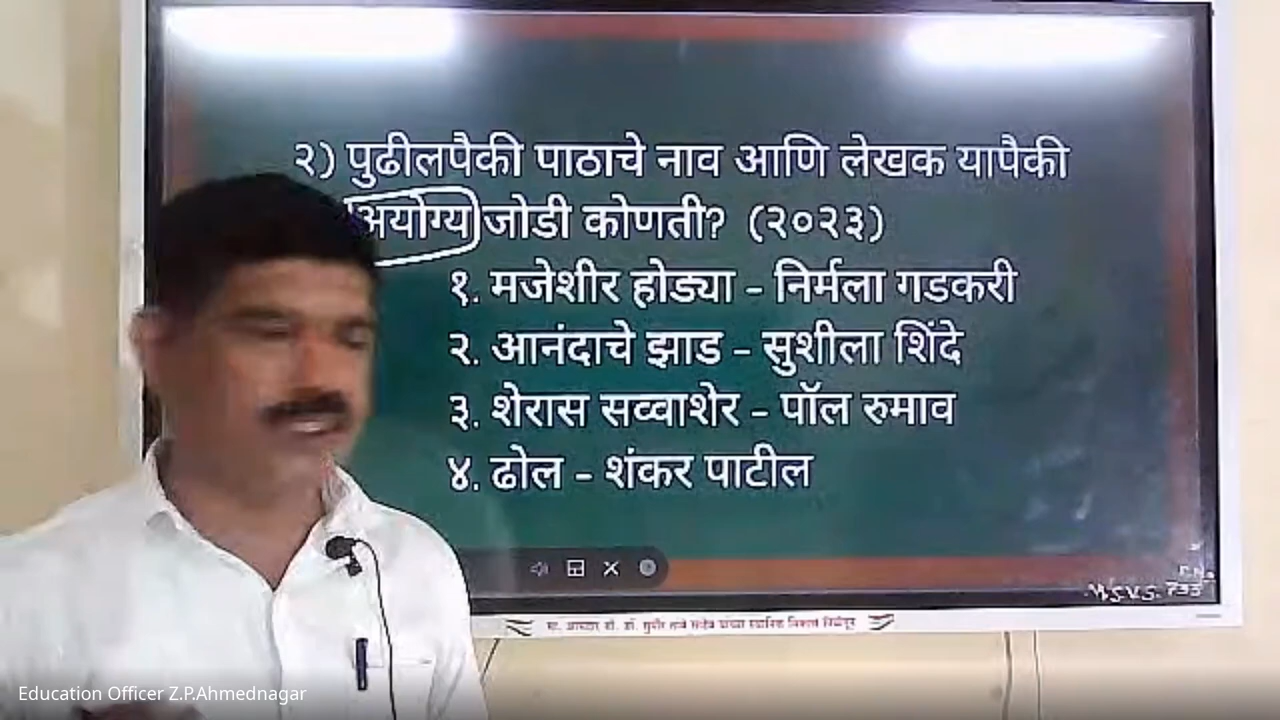 २) पुढीलपैकी पाठाचे नाव आणि लेखक यापैकी
अयोग्य जोडी कोणती? (२०२३)
१. मजेशीर होड्या - निर्मला गडकरी
२. आनंदाचे झाड - सुशीला शिंदे
३. शेरास सव्वाशेर - पॉल रुमाव
४. ढोल - शंकर पाटील
Education Officer Z.P.Ahmednagar